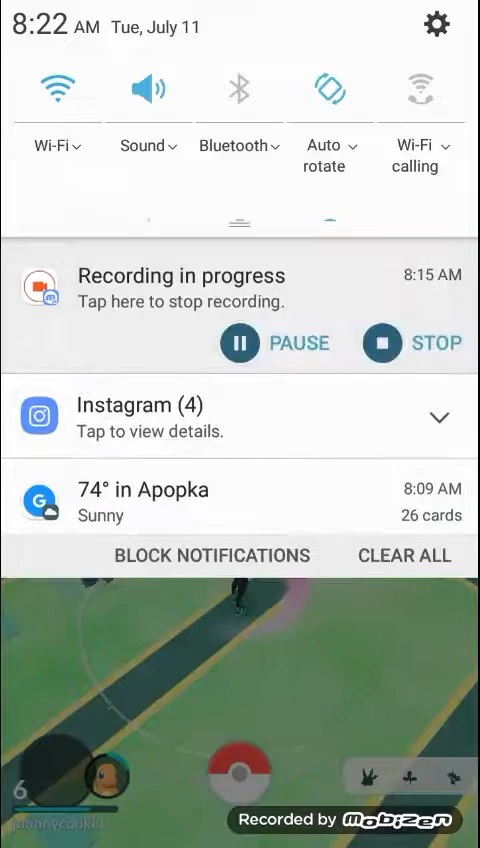 8:22 AM Tue, July 11
Wi-Fi Sound Bluetooth Auto rotate Wi-Fi calling
Recording in progress 8:15 AM
Tap here to stop recording.
PAUSE STOP
Instagram (4)
Tap to view details.
G 74° in Apopka 8:09 AM
Sunny 26 cards
BLOCK NOTIFICATIONS CLEAR ALL
6
Recorded by mobizen